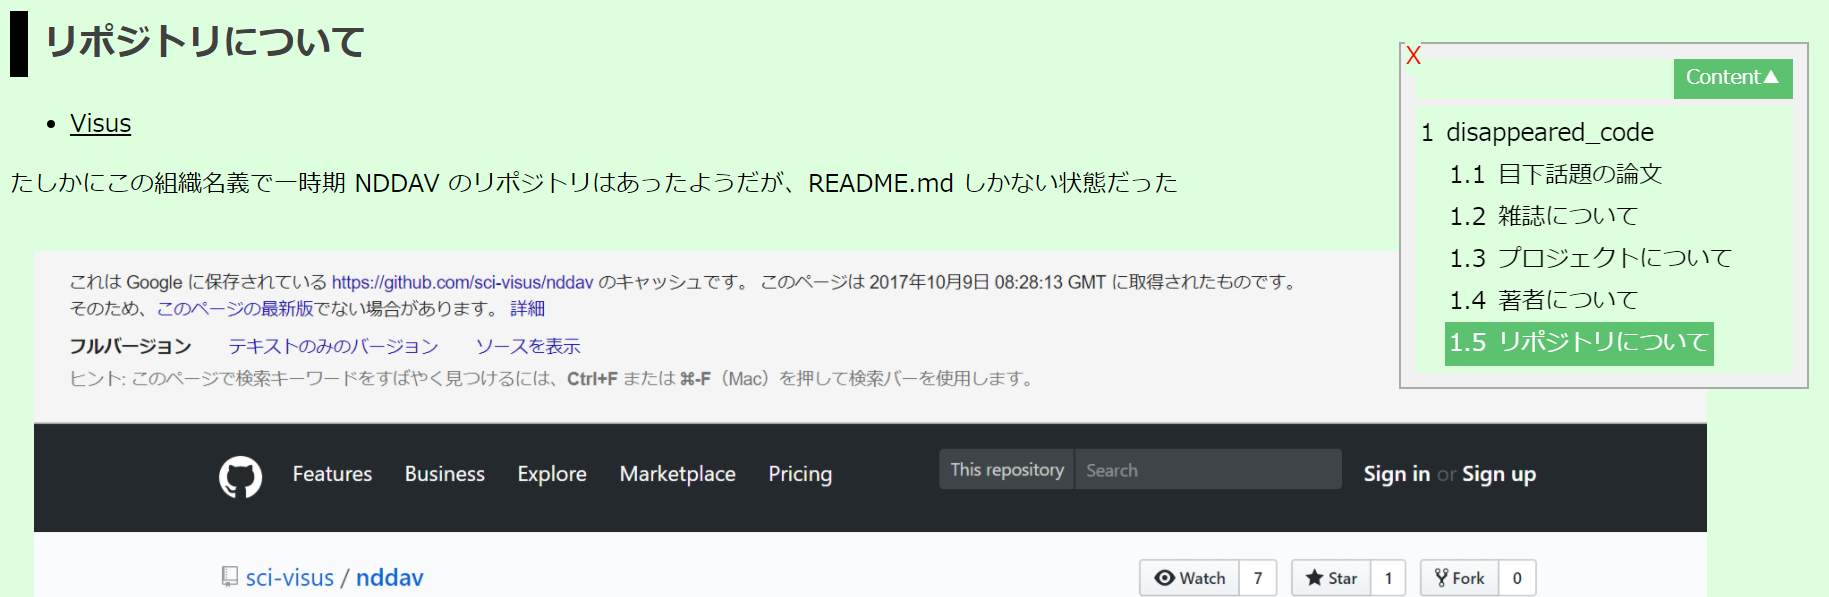 リポジトリについて
Visus
たしかにこの組織名義で一時期 NDDAV のリポジトリはあったようだが、README.md しかない状態だった
X
Content▲
1 disappeared_code
1.1 目下話題の論文
1.2 雑誌について
1.3 プロジェクトについて
1.4 著者について
1.5 リポジトリについて
これは Google に保存されている https://github.com/sci-visus/nddav のキャッシュです。 このページは 2017年10月9日 08:28:13 GMT に取得されたものです。
そのため、このページの最新版でない場合があります。 詳細
フルバージョン テキストのみのバージョン ソースを表示
ヒント: このページで検索キーワードをすばやく見つけるには、Ctrl+F または ⌘-F（Mac）を押して検索バーを使用します。
Features Business Explore Marketplace Pricing This repository Search Sign in or Sign up
sci-visus / nddav Watch 7 Star 1 Fork 0